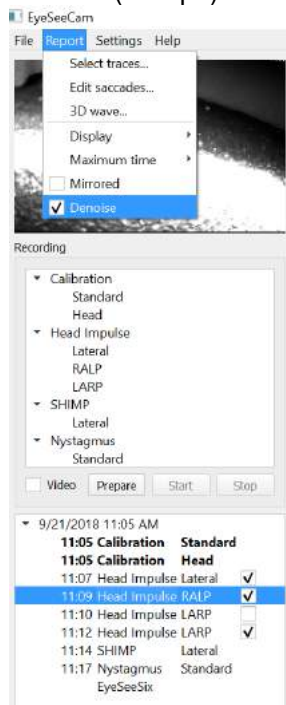 EyeSeeCam
File Report Settings Help
Select traces...
Edit saccades...
3D wave...
Display
Maximum time
Mirrored
Denoise
Recording
Calibration
Standard
Head
Head Impulse
Lateral
RALP
LARP
SHIMP
Lateral
Nystagmus
Standard
Video Prepare Start Stop
9/21/2018 11:05 AM
11:05 Calibration Standard
11:05 Calibration Head
11:07 Head Impulse Lateral
11:09 Head Impulse RALP
11:10 Head Impulse LARP
11:12 Head Impulse LARP
11:14 SHIMP Lateral
11:17 Nystagmus Standard
EyeSeeSix